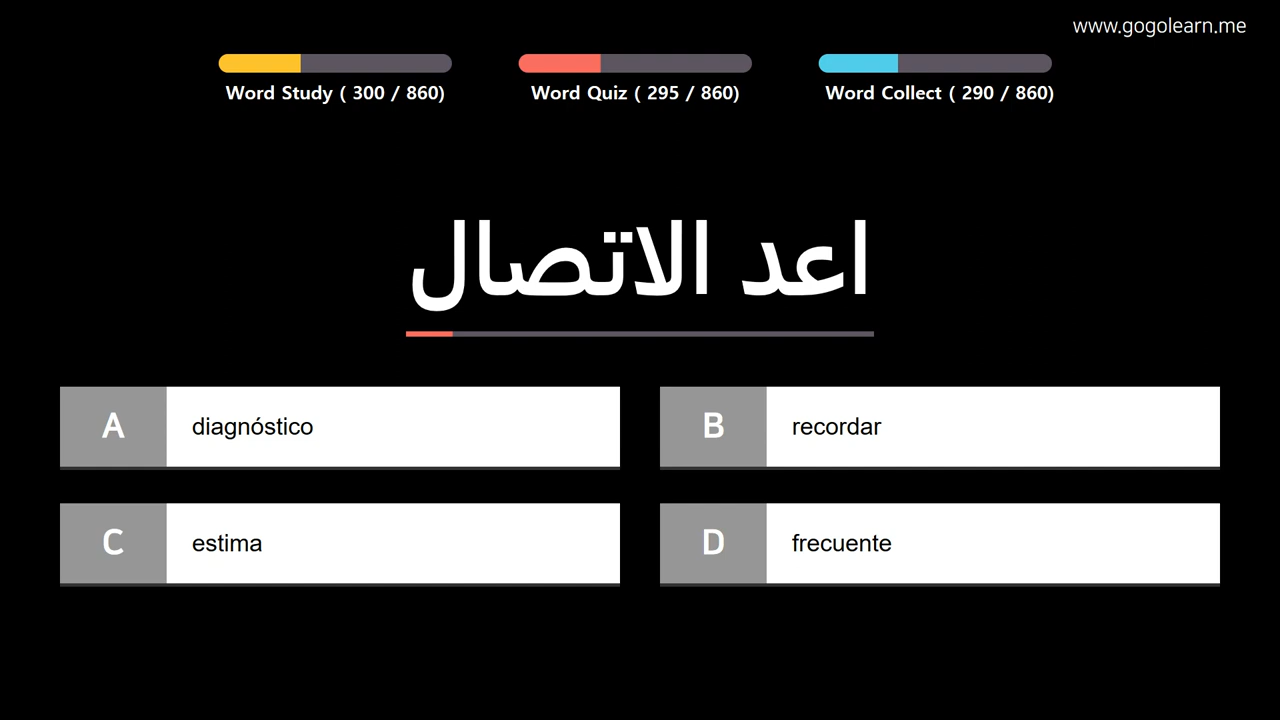 www.gogolearn.me
Word Study ( 300 / 860)
Word Quiz ( 295 / 860)
Word Collect ( 290 / 860)
اعد الاتصال
A diagnóstico
B recordar
C estima
D frecuente